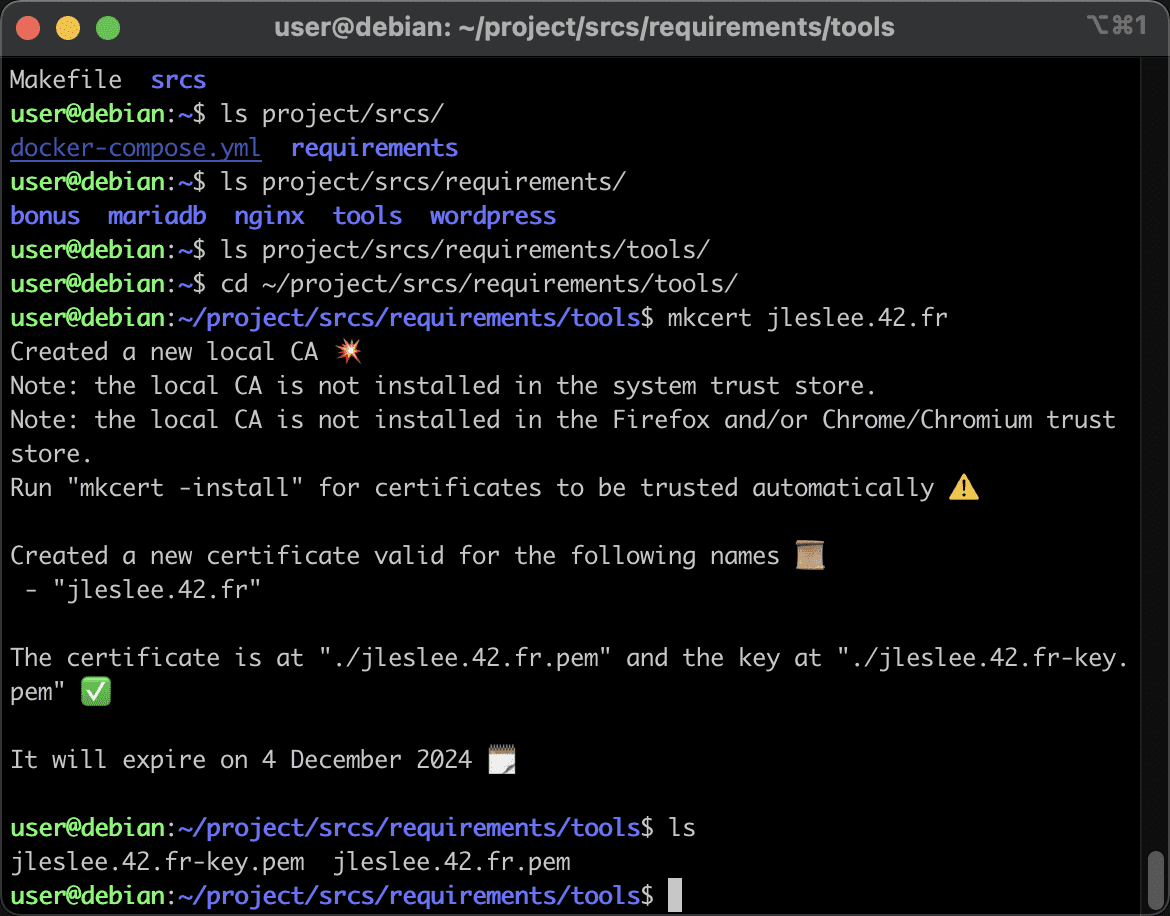 user@debian: ~/project/srcs/requirements/tools ⌥⌘1
Makefile  srcs
user@debian:~$ ls project/srcs/
docker-compose.yml  requirements
user@debian:~$ ls project/srcs/requirements/
bonus  mariadb  nginx  tools  wordpress
user@debian:~$ ls project/srcs/requirements/tools/
user@debian:~$ cd ~/project/srcs/requirements/tools/
user@debian:~/project/srcs/requirements/tools$ mkcert jleslee.42.fr
Created a new local CA 💥
Note: the local CA is not installed in the system trust store.
Note: the local CA is not installed in the Firefox and/or Chrome/Chromium trust
store.
Run "mkcert -install" for certificates to be trusted automatically ⚠️
Created a new certificate valid for the following names 📜
 - "jleslee.42.fr"
The certificate is at "./jleslee.42.fr.pem" and the key at "./jleslee.42.fr-key.
pem" ✅
It will expire on 4 December 2024 🗓
user@debian:~/project/srcs/requirements/tools$ ls
jleslee.42.fr-key.pem  jleslee.42.fr.pem
user@debian:~/project/srcs/requirements/tools$